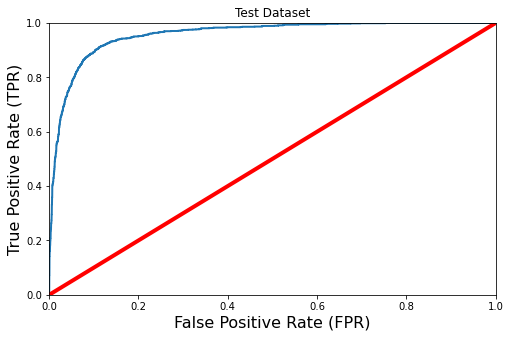 Test Dataset
1.0
0.8
0.6
0.4
0.2
0.0
True Positive Rate (TPR)
0.0 0.2 0.4 0.6 0.8 1.0
False Positive Rate (FPR)